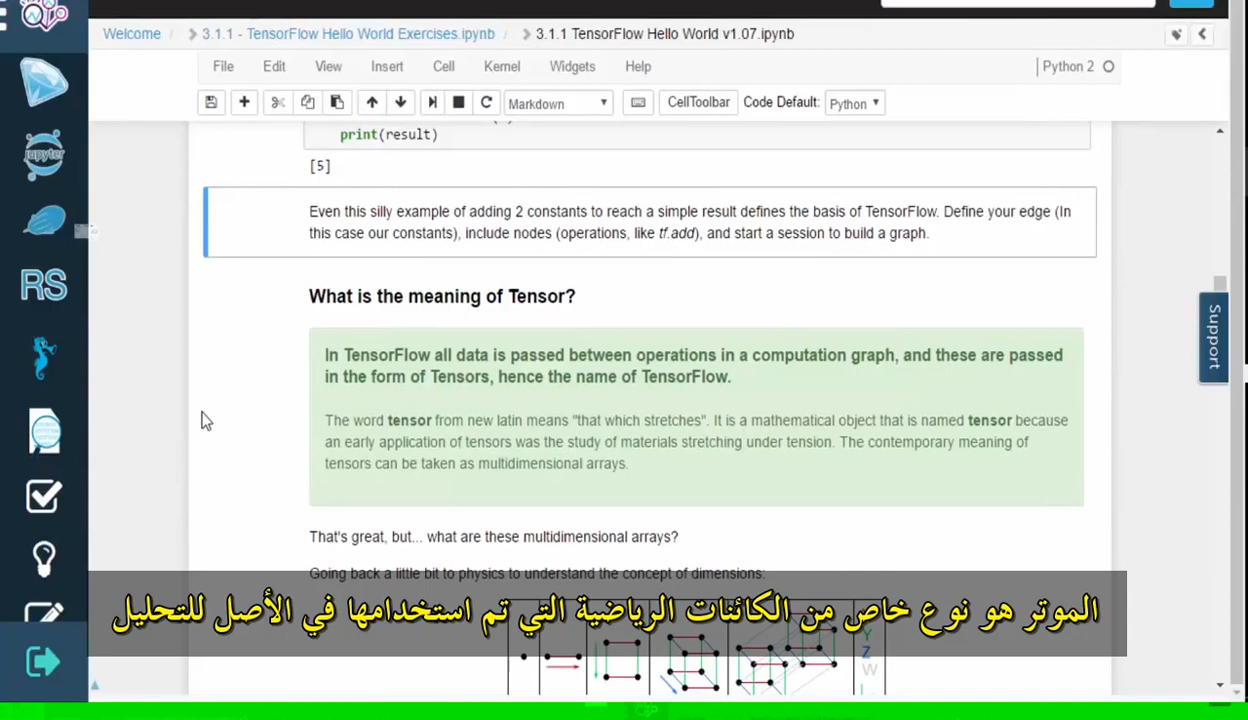 Welcome
3.1.1 - TensorFlow Hello World Exercises.ipynb
3.1.1 TensorFlow Hello World v1.07.ipynb
File Edit View Insert Cell Kernel Widgets Help
Python 2
Markdown
CellToolbar
Code Default: Python
print(result)
[5]
Even this silly example of adding 2 constants to reach a simple result defines the basis of TensorFlow. Define your edge (In
this case our constants), include nodes (operations, like tf.add), and start a session to build a graph.
What is the meaning of Tensor?
In TensorFlow all data is passed between operations in a computation graph, and these are passed
in the form of Tensors, hence the name of TensorFlow.
The word tensor from new latin means "that which stretches". It is a mathematical object that is named tensor because
an early application of tensors was the study of materials stretching under tension. The contemporary meaning of
tensors can be taken as multidimensional arrays.
That's great, but... what are these multidimensional arrays?
Going back a little bit to physics to understand the concept of dimensions:
الموتر هو نوع خاص من الكائنات الرياضية التي تم استخدامها في الأصل للتحليل
Y
Z
W
jupyter
RS
Support